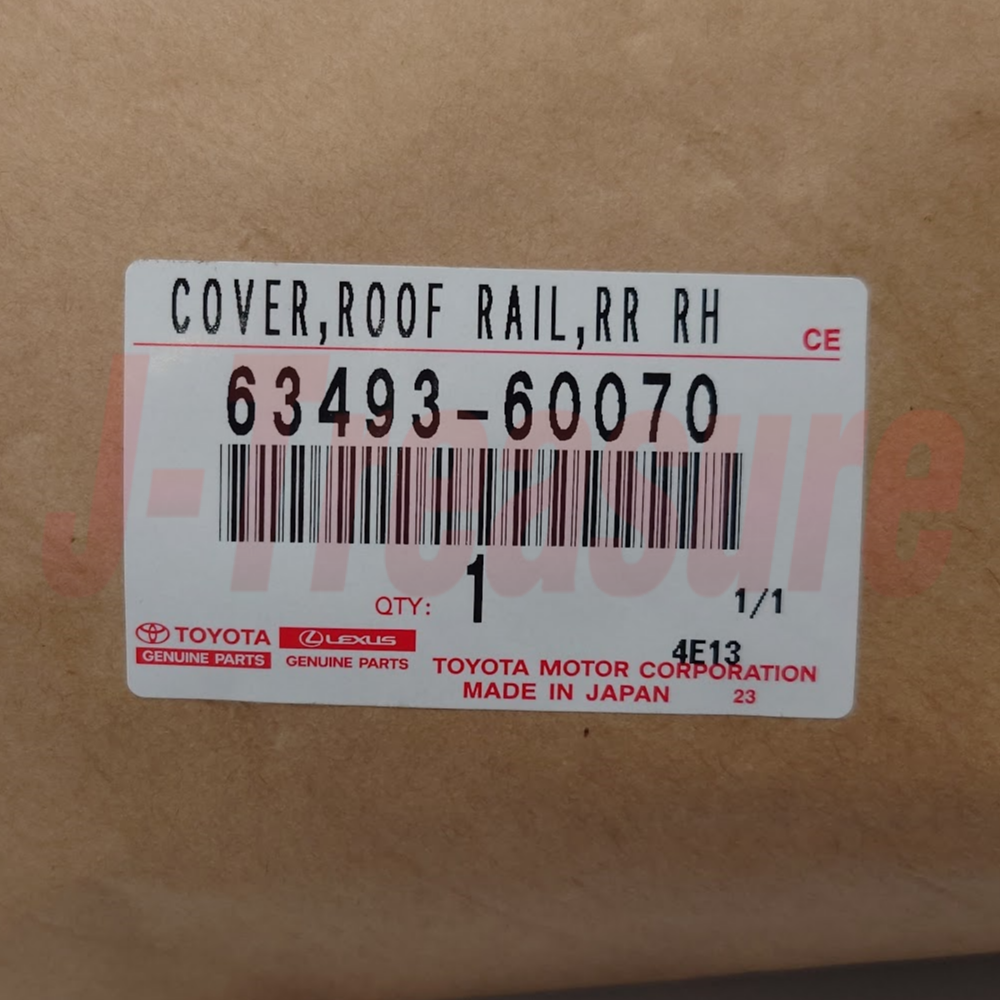 COVER,ROOF RAIL,RR RH
CE
63493-60070
QTY: 1
1/1
TOYOTA LEXUS
GENUINE PARTS GENUINE PARTS
4E13
TOYOTA MOTOR CORPORATION
MADE IN JAPAN 23
J-Treasure